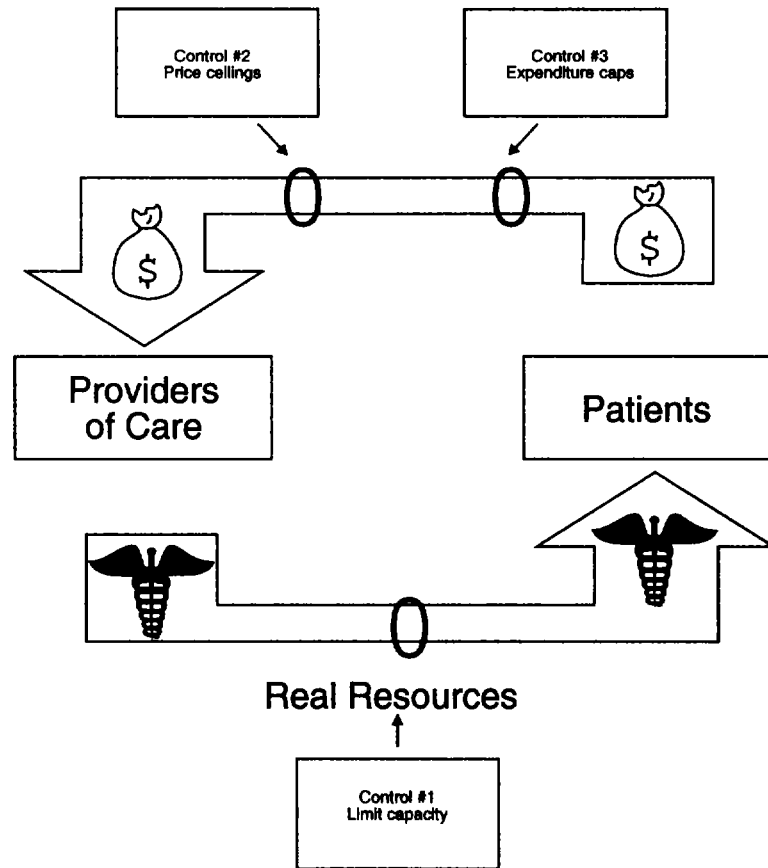 Control #2
Price ceilings
Control #3
Expenditure caps
$
$
Providers
of Care
Patients
Real Resources
Control #1
Limit capacity